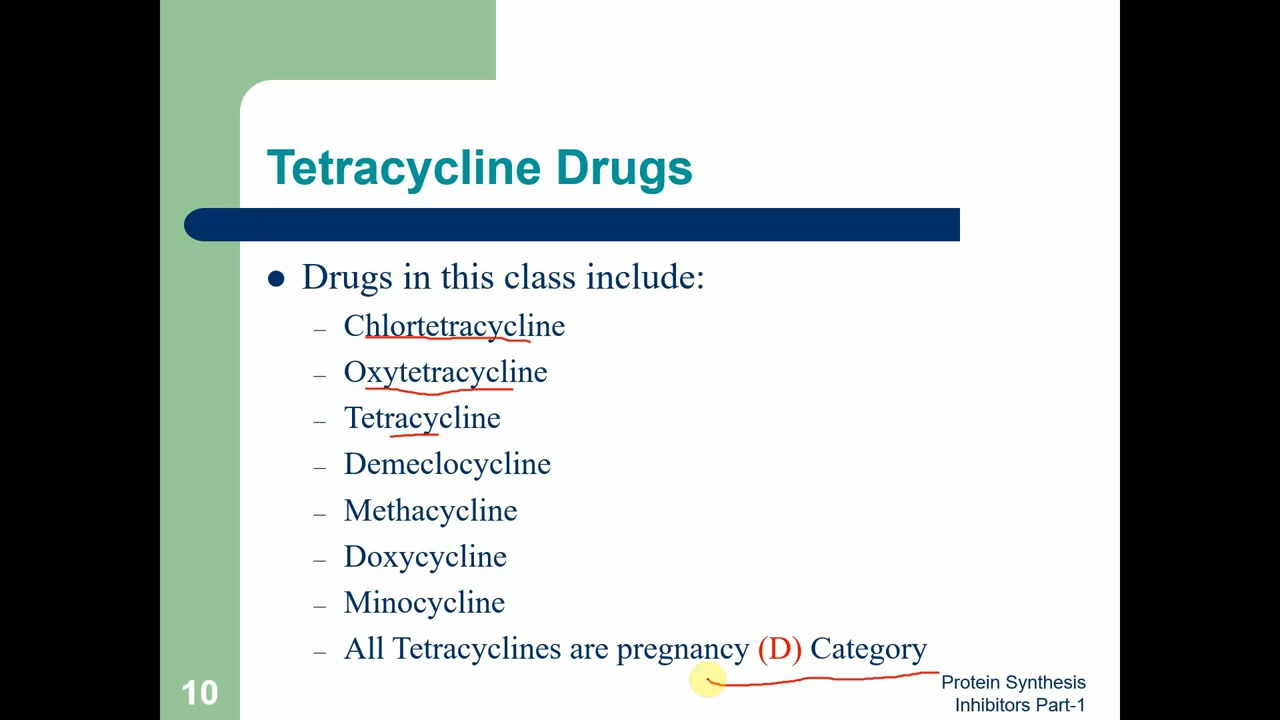 Tetracycline Drugs
● Drugs in this class include:
– Chlortetracycline
– Oxytetracycline
– Tetracycline
– Demeclocycline
– Methacycline
– Doxycycline
– Minocycline
– All Tetracyclines are pregnancy (D) Category
10
Protein Synthesis
Inhibitors Part-1